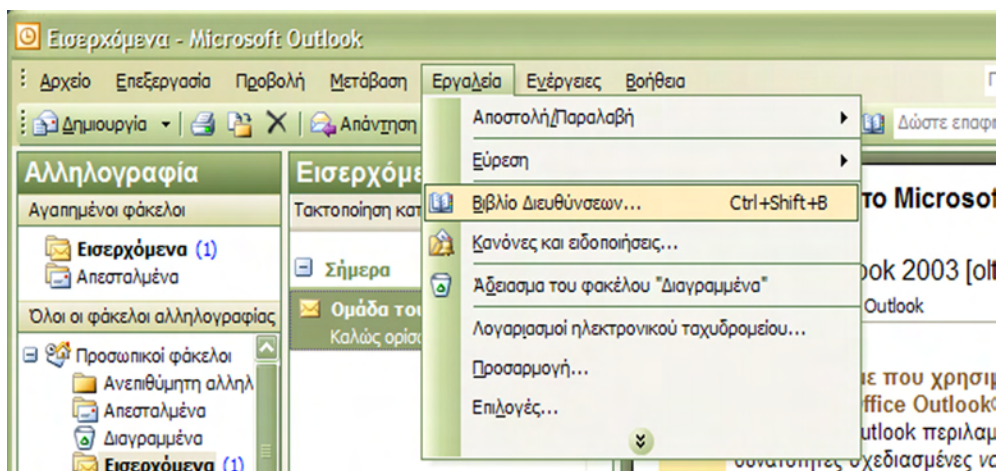 Εισερχόμενα - Microsoft Outlook
Αρχείο Επεξεργασία Προβολή Μετάβαση Εργαλεία Ενέργειες Βοήθεια
Δημιουργία Απάντηση
Δώστε
Αλληλογραφία
Αγαπημένοι φάκελοι
Εισερχόμενα (1)
Απεσταλμένα
Όλοι οι φάκελοι αλληλογραφίας
Προσωπικοί φάκελοι
Ανεπιθύμητη αλληλ
Απεσταλμένα
Διαγραμμένα
Εισερχόμενα (1)
Εισερχόμε
Τακτοποίηση κατ
Σήμερα
Ομάδα του
Καλώς ορίσ
Αποστολή/Παραλαβή
Εύρεση
Βιβλίο Διευθύνσεων... Ctrl+Shift+B
Κανόνες και ειδοποιήσεις...
Άδειασμα του φακέλου "Διαγραμμένα"
Λογαριασμοί ηλεκτρονικού ταχυδρομείου...
Προσαρμογή...
Επιλογές...
το Microsof
ook 2003 [olt
Outlook
με που χρησιμ
ffice Outlook
utlook περιλαμ
δυνατότητες σχεδιασμένες να